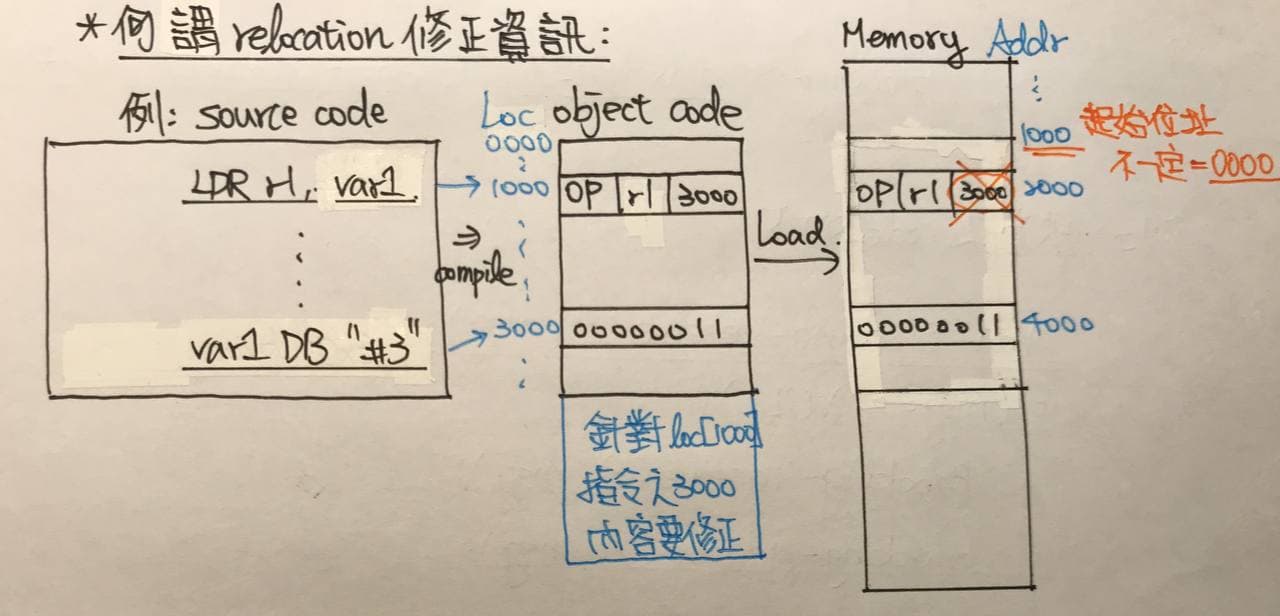 *何謂 relocation 修正資訊:
例: source code
LDR r1, var1.
var1 DB "#3"
⇒
compile
Loc object code
0000
1000 OP r1 3000
3000 00000011
針對 loc[1000]
指令之3000
內容要修正
Load.
Memory Addr
1000 起始位址
不一定=0000
OP r1 3000 2000
00000011 4000